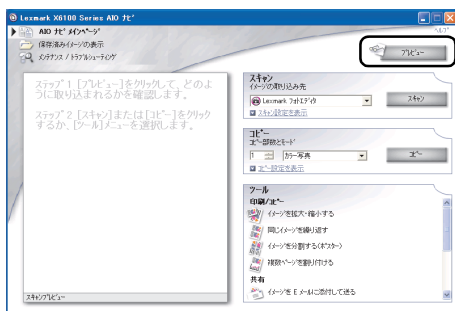 Lexmark X6100 Series AIO ナビ
AIO ナビ メインページ
保存済みイメージの表示
メンテナンス / トラブルシューティング
ヘルプ
プレビュー
ステップ 1 [プレビュー]をクリックして、どのように取り込まれるかを確認します。
ステップ 2 [スキャン]または[コピー]をクリックするか、[ツール]メニューを選択します。
スキャンプレビュー
スキャン
イメージの取り込み先
Lexmark フォトエディタ
スキャン
スキャン設定を表示
コピー
コピー部数とモード
1
カラー写真
コピー
コピー設定を表示
ツール
印刷/コピー
イメージを拡大・縮小する
同じイメージを繰り返す
イメージを分割する(ポスター)
複数ページを割り付ける
共有
イメージを E メールに添付して送る